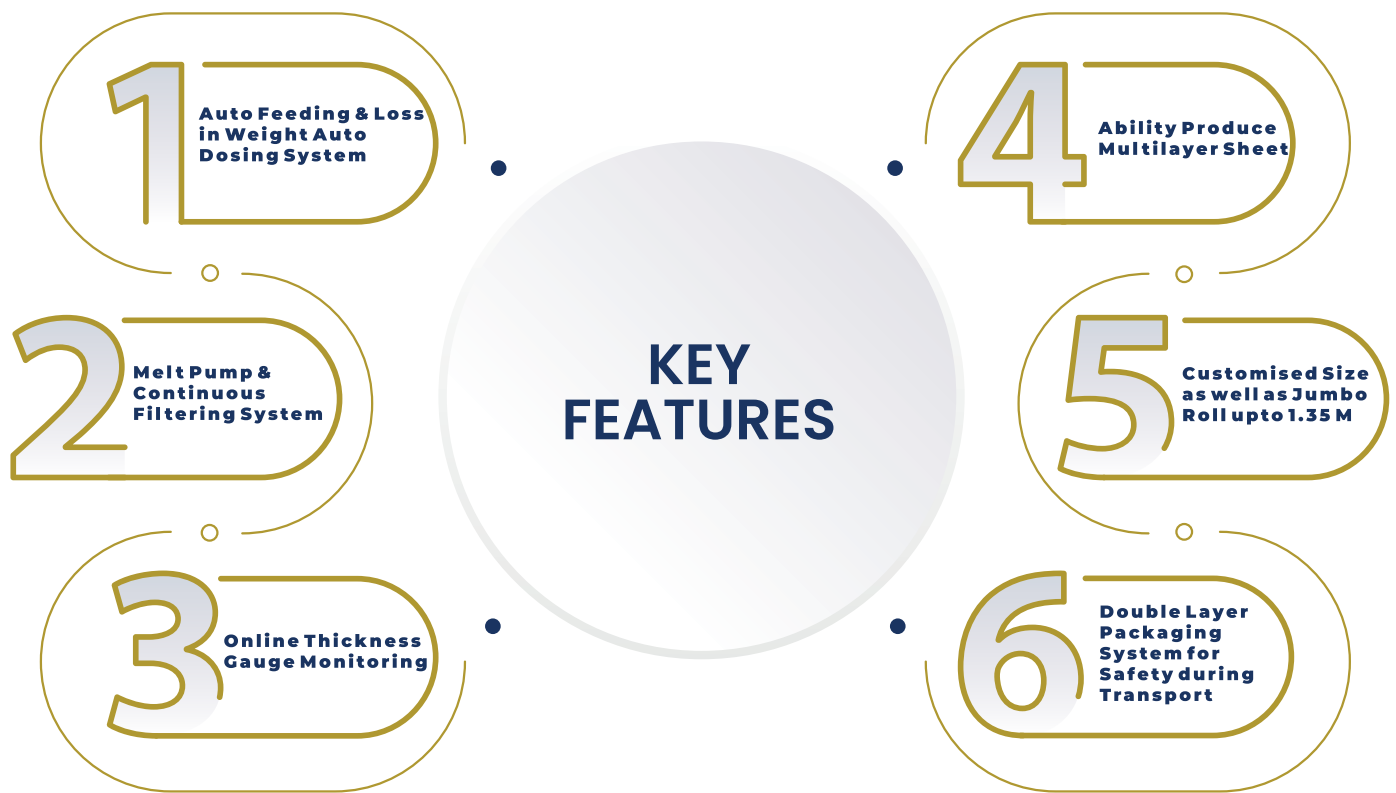 1
Auto Feeding & Loss
in Weight Auto
Dosing System
2
Melt Pump &
Continuous
Filtering System
3
Online Thickness
Gauge Monitoring
KEY
FEATURES
4
Ability Produce
Multilayer Sheet
5
Customised Size
as well as Jumbo
Roll upto 1.35 M
6
Double Layer
Packaging
System for
Safety during
Transport